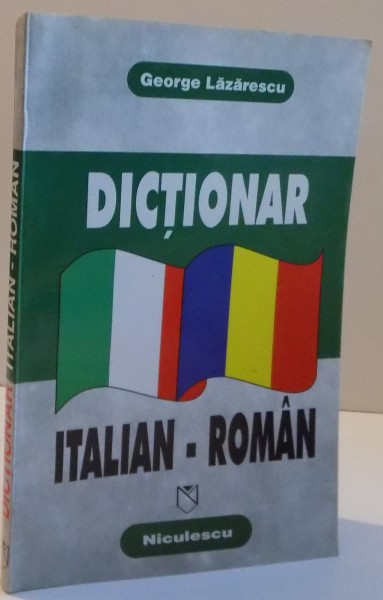 George Lăzărescu
DICȚIONAR
ITALIAN - ROMÂN
Niculescu
DICȚIONAR ITALIAN - ROMÂN